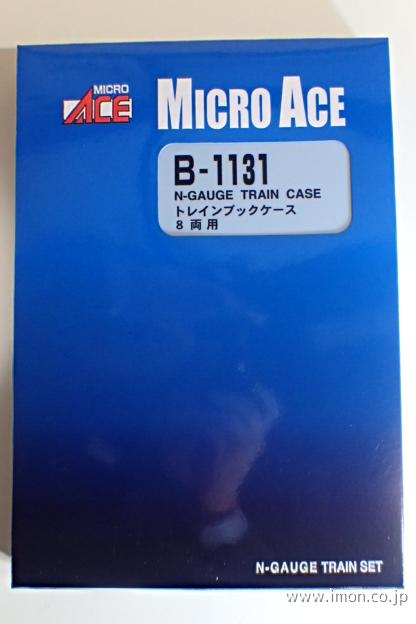 MICRO
ACE
MICRO ACE
B-1131
N-GAUGE TRAIN CASE
トレインブックケース
8両用
N-GAUGE TRAIN SET
www.imon.co.jp